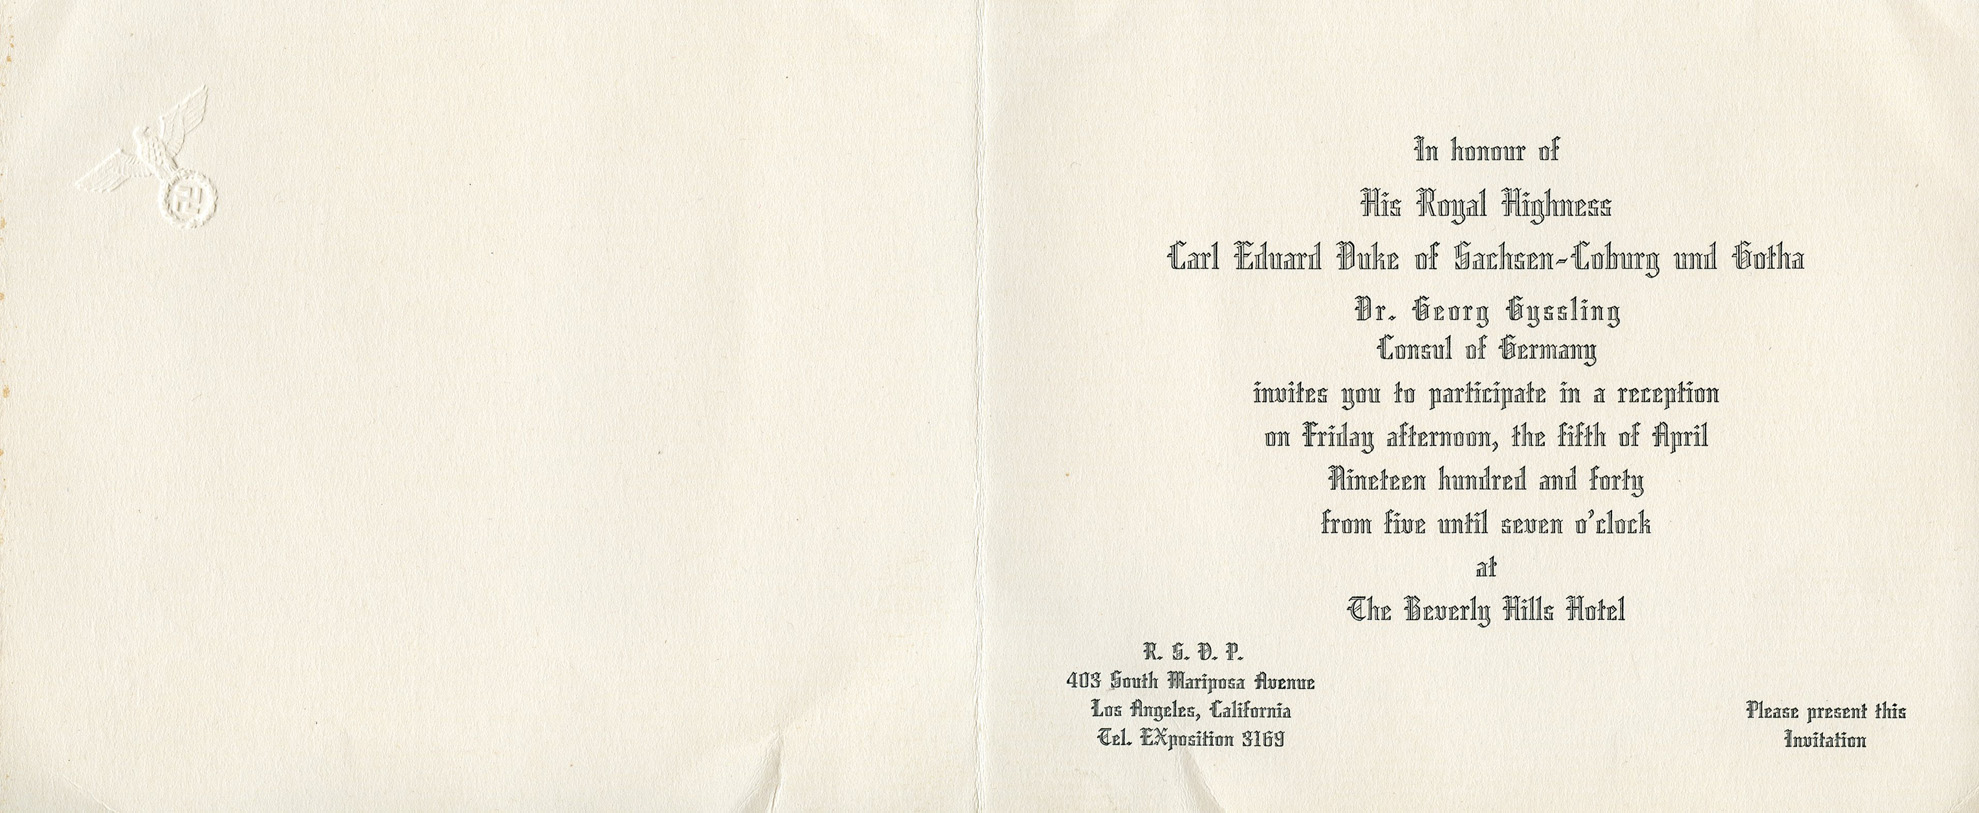 In honour of
His Royal Highness
Carl Eduard Duke of Sachsen-Coburg und Gotha
Dr. Georg Gyssling
Consul of Germany
invites you to participate in a reception
on Friday afternoon, the fifth of April
Nineteen hundred and forty
from five until seven o'clock
at
The Beverly Hills Hotel
R. S. V. P.
403 South Mariposa Avenue
Los Angeles, California
Tel. EXposition 3169
Please present this
Invitation